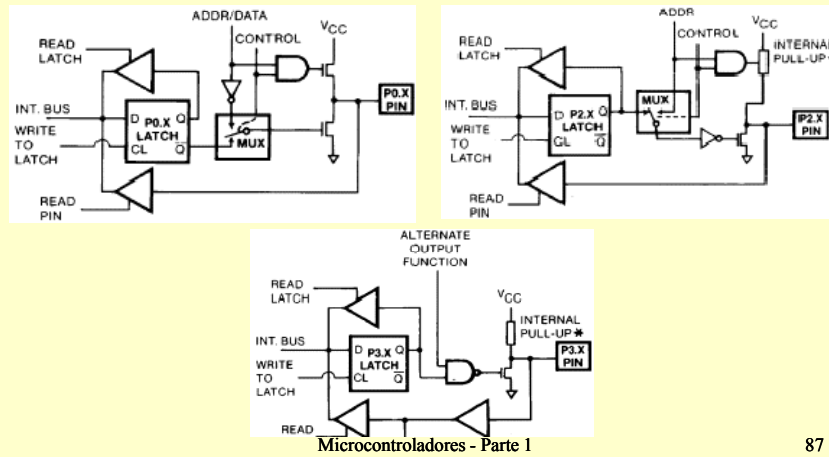 ADDR/DATA
CONTROL
VCC
READ
LATCH
INT. BUS
WRITE
TO
LATCH
D
P0.X
Q
LATCH
CL
Q
MUX
P0.X
PIN
READ
PIN
ADDR
CONTROL
VCC
INTERNAL
PULL-UP
READ
LATCH
MUX
INT. BUS
WRITE
TO
LATCH
D
P2.X
Q
LATCH
CL
Q
P2.X
PIN
READ
PIN
ALTERNATE
OUTPUT
FUNCTION
READ
LATCH
VCC
INTERNAL
PULL-UP*
INT. BUS
WRITE
TO
LATCH
D
P3.X
Q
LATCH
CL
Q
P3.X
PIN
READ
Microcontroladores - Parte 1
87